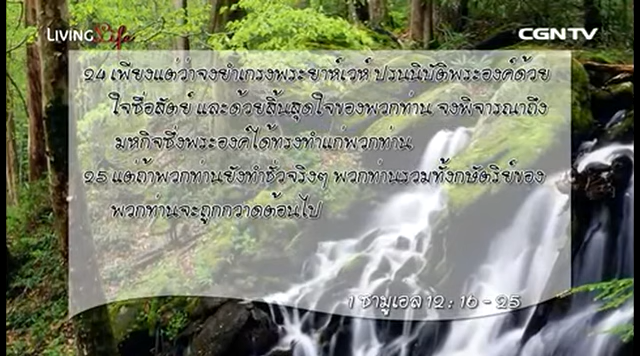 LIVING Life
CGNTV
24 เพียงแต่ว่าจงยำเกรงพระยาห์เวห์ ปรนนิบัติพระองค์ด้วย
ใจซื่อสัตย์ และด้วยสิ้นสุดใจของพวกท่าน จงพิจารณาถึง
มหกิจซึ่งพระองค์ได้ทรงทำแก่พวกท่าน
25 แต่ถ้าพวกท่านยังทำชั่วจริงๆ พวกท่านรวมทั้งกษัตริย์ของ
พวกท่านจะถูกกวาดต้อนไป
1 ซามูเอล 12 : 16 - 25